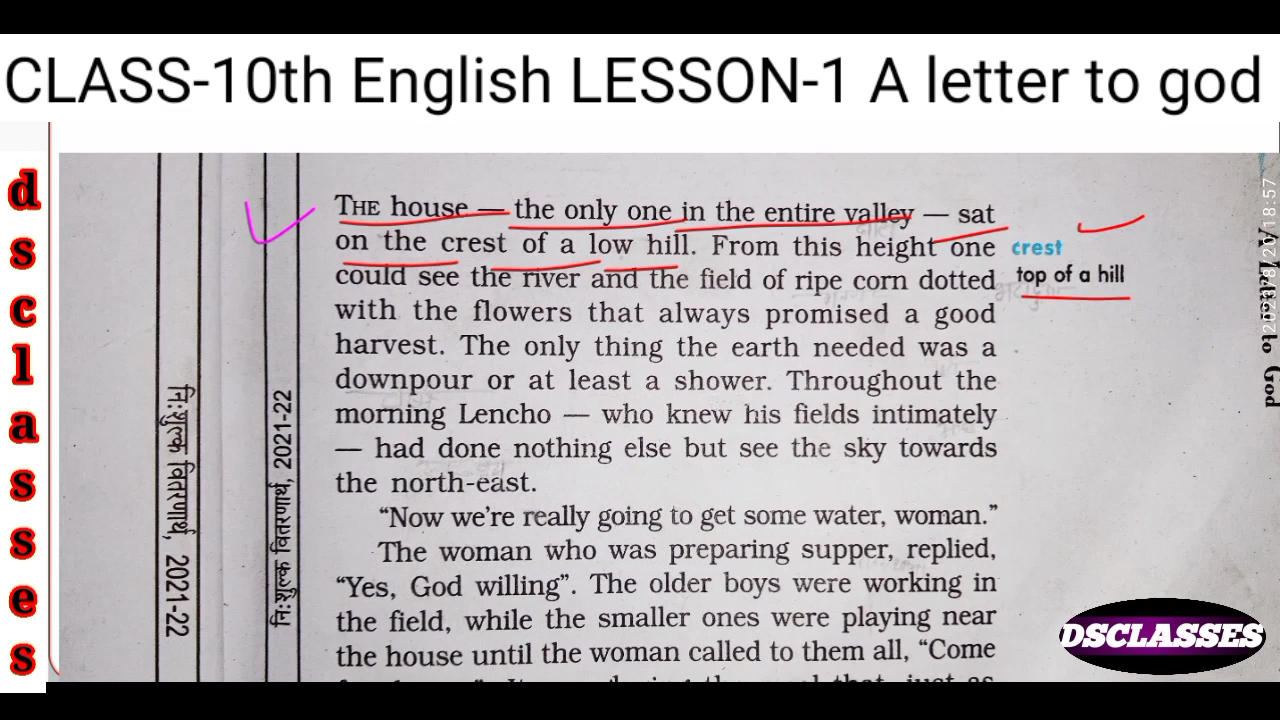 CLASS-10th English LESSON-1 A letter to god
dsclasses
THE house — the only one in the entire valley — sat
on the crest of a low hill. From this height one
could see the river and the field of ripe corn dotted
with the flowers that always promised a good
harvest. The only thing the earth needed was a
downpour or at least a shower. Throughout the
morning Lencho — who knew his fields intimately
— had done nothing else but see the sky towards
the north-east.
“Now we’re really going to get some water, woman.”
The woman who was preparing supper, replied,
“Yes, God willing”. The older boys were working in
the field, while the smaller ones were playing near
the house until the woman called to them all, “Come
crest
top of a hill
नि:शुल्क वितरणार्थ, 2021-22
नि:शुल्क वितरणार्थ, 2021-22
to God
DSCLASSES